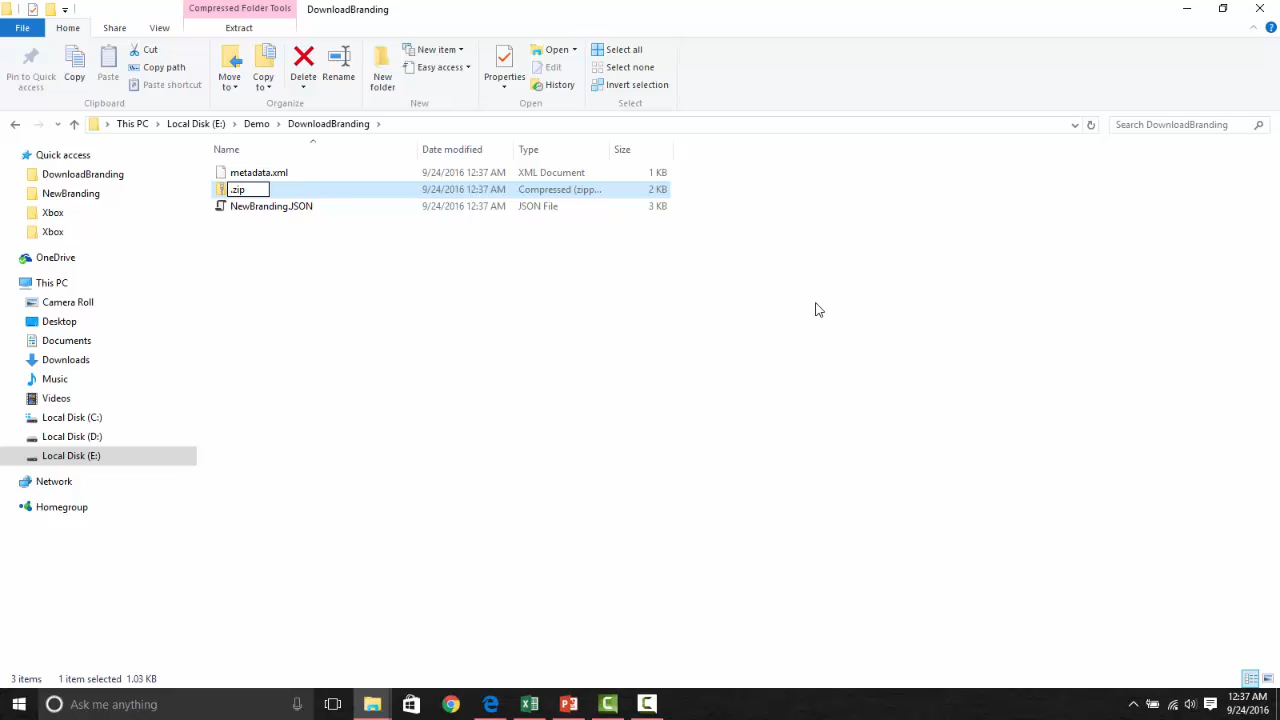 Compressed Folder Tools
DownloadBranding
File
Home
Share
View
Extract
Pin to Quick access
Copy
Paste
Cut
Copy path
Paste shortcut
Clipboard
Move to
Copy to
Delete
Rename
Organize
New folder
New item
Easy access
New
Properties
Open
Edit
History
Open
Select all
Select none
Invert selection
Select
This PC
Local Disk (E:)
Demo
DownloadBranding
Search DownloadBranding
Name
Date modified
Type
Size
metadata.xml 9/24/2016 12:37 AM XML Document 1 KB
.zip 9/24/2016 12:37 AM Compressed (zipp... 2 KB
NewBranding.JSON 9/24/2016 12:37 AM JSON File 3 KB
Quick access
DownloadBranding
NewBranding
Xbox
Xbox
OneDrive
This PC
Camera Roll
Desktop
Documents
Downloads
Music
Videos
Local Disk (C:)
Local Disk (D:)
Local Disk (E:)
Network
Homegroup
3 items 1 item selected 1.03 KB
Ask me anything
12:37 AM
9/24/2016